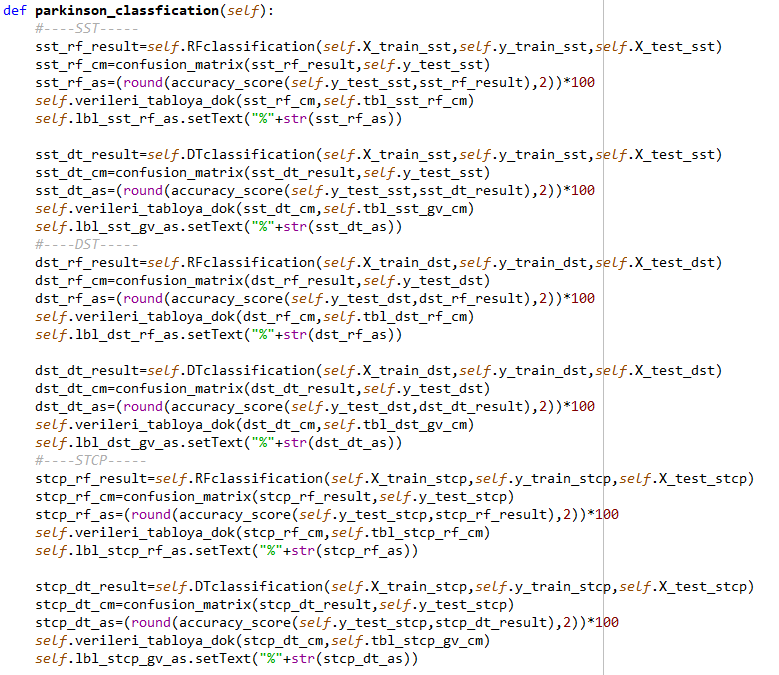 def parkinson_classfication(self):
    #----SST-----
    sst_rf_result=self.RFclassification(self.X_train_sst,self.y_train_sst,self.X_test_sst)
    sst_rf_cm=confusion_matrix(sst_rf_result,self.y_test_sst)
    sst_rf_as=(round(accuracy_score(self.y_test_sst,sst_rf_result),2))*100
    self.verileri_tabloya_dok(sst_rf_cm,self.tbl_sst_rf_cm)
    self.lbl_sst_rf_as.setText("%"+str(sst_rf_as))

    sst_dt_result=self.DTclassification(self.X_train_sst,self.y_train_sst,self.X_test_sst)
    sst_dt_cm=confusion_matrix(sst_dt_result,self.y_test_sst)
    sst_dt_as=(round(accuracy_score(self.y_test_sst,sst_dt_result),2))*100
    self.verileri_tabloya_dok(sst_dt_cm,self.tbl_sst_gv_cm)
    self.lbl_sst_gv_as.setText("%"+str(sst_dt_as))
    #----DST-----
    dst_rf_result=self.RFclassification(self.X_train_dst,self.y_train_dst,self.X_test_dst)
    dst_rf_cm=confusion_matrix(dst_rf_result,self.y_test_dst)
    dst_rf_as=(round(accuracy_score(self.y_test_dst,dst_rf_result),2))*100
    self.verileri_tabloya_dok(dst_rf_cm,self.tbl_dst_rf_cm)
    self.lbl_dst_rf_as.setText("%"+str(dst_rf_as))

    dst_dt_result=self.DTclassification(self.X_train_dst,self.y_train_dst,self.X_test_dst)
    dst_dt_cm=confusion_matrix(dst_dt_result,self.y_test_dst)
    dst_dt_as=(round(accuracy_score(self.y_test_dst,dst_dt_result),2))*100
    self.verileri_tabloya_dok(dst_dt_cm,self.tbl_dst_gv_cm)
    self.lbl_dst_gv_as.setText("%"+str(dst_dt_as))
    #----STCP-----
    stcp_rf_result=self.RFclassification(self.X_train_stcp,self.y_train_stcp,self.X_test_stcp)
    stcp_rf_cm=confusion_matrix(stcp_rf_result,self.y_test_stcp)
    stcp_rf_as=(round(accuracy_score(self.y_test_stcp,stcp_rf_result),2))*100
    self.verileri_tabloya_dok(stcp_rf_cm,self.tbl_stcp_rf_cm)
    self.lbl_stcp_rf_as.setText("%"+str(stcp_rf_as))

    stcp_dt_result=self.DTclassification(self.X_train_stcp,self.y_train_stcp,self.X_test_stcp)
    stcp_dt_cm=confusion_matrix(stcp_dt_result,self.y_test_stcp)
    stcp_dt_as=(round(accuracy_score(self.y_test_stcp,stcp_dt_result),2))*100
    self.verileri_tabloya_dok(stcp_dt_cm,self.tbl_stcp_gv_cm)
    self.lbl_stcp_gv_as.setText("%"+str(stcp_dt_as))